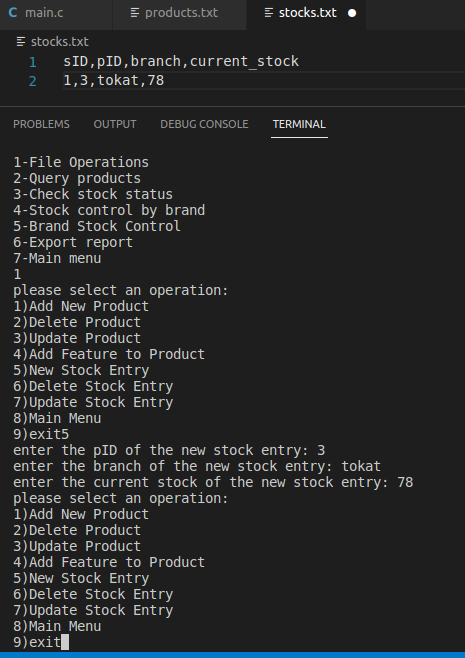 C main.c products.txt stocks.txt
stocks.txt
1 sID,pID,branch,current_stock
2 1,3,tokat,78
PROBLEMS OUTPUT DEBUG CONSOLE TERMINAL
1-File Operations
2-Query products
3-Check stock status
4-Stock control by brand
5-Brand Stock Control
6-Export report
7-Main menu
1
please select an operation:
1)Add New Product
2)Delete Product
3)Update Product
4)Add Feature to Product
5)New Stock Entry
6)Delete Stock Entry
7)Update Stock Entry
8)Main Menu
9)exit5
enter the pID of the new stock entry: 3
enter the branch of the new stock entry: tokat
enter the current stock of the new stock entry: 78
please select an operation:
1)Add New Product
2)Delete Product
3)Update Product
4)Add Feature to Product
5)New Stock Entry
6)Delete Stock Entry
7)Update Stock Entry
8)Main Menu
9)exit